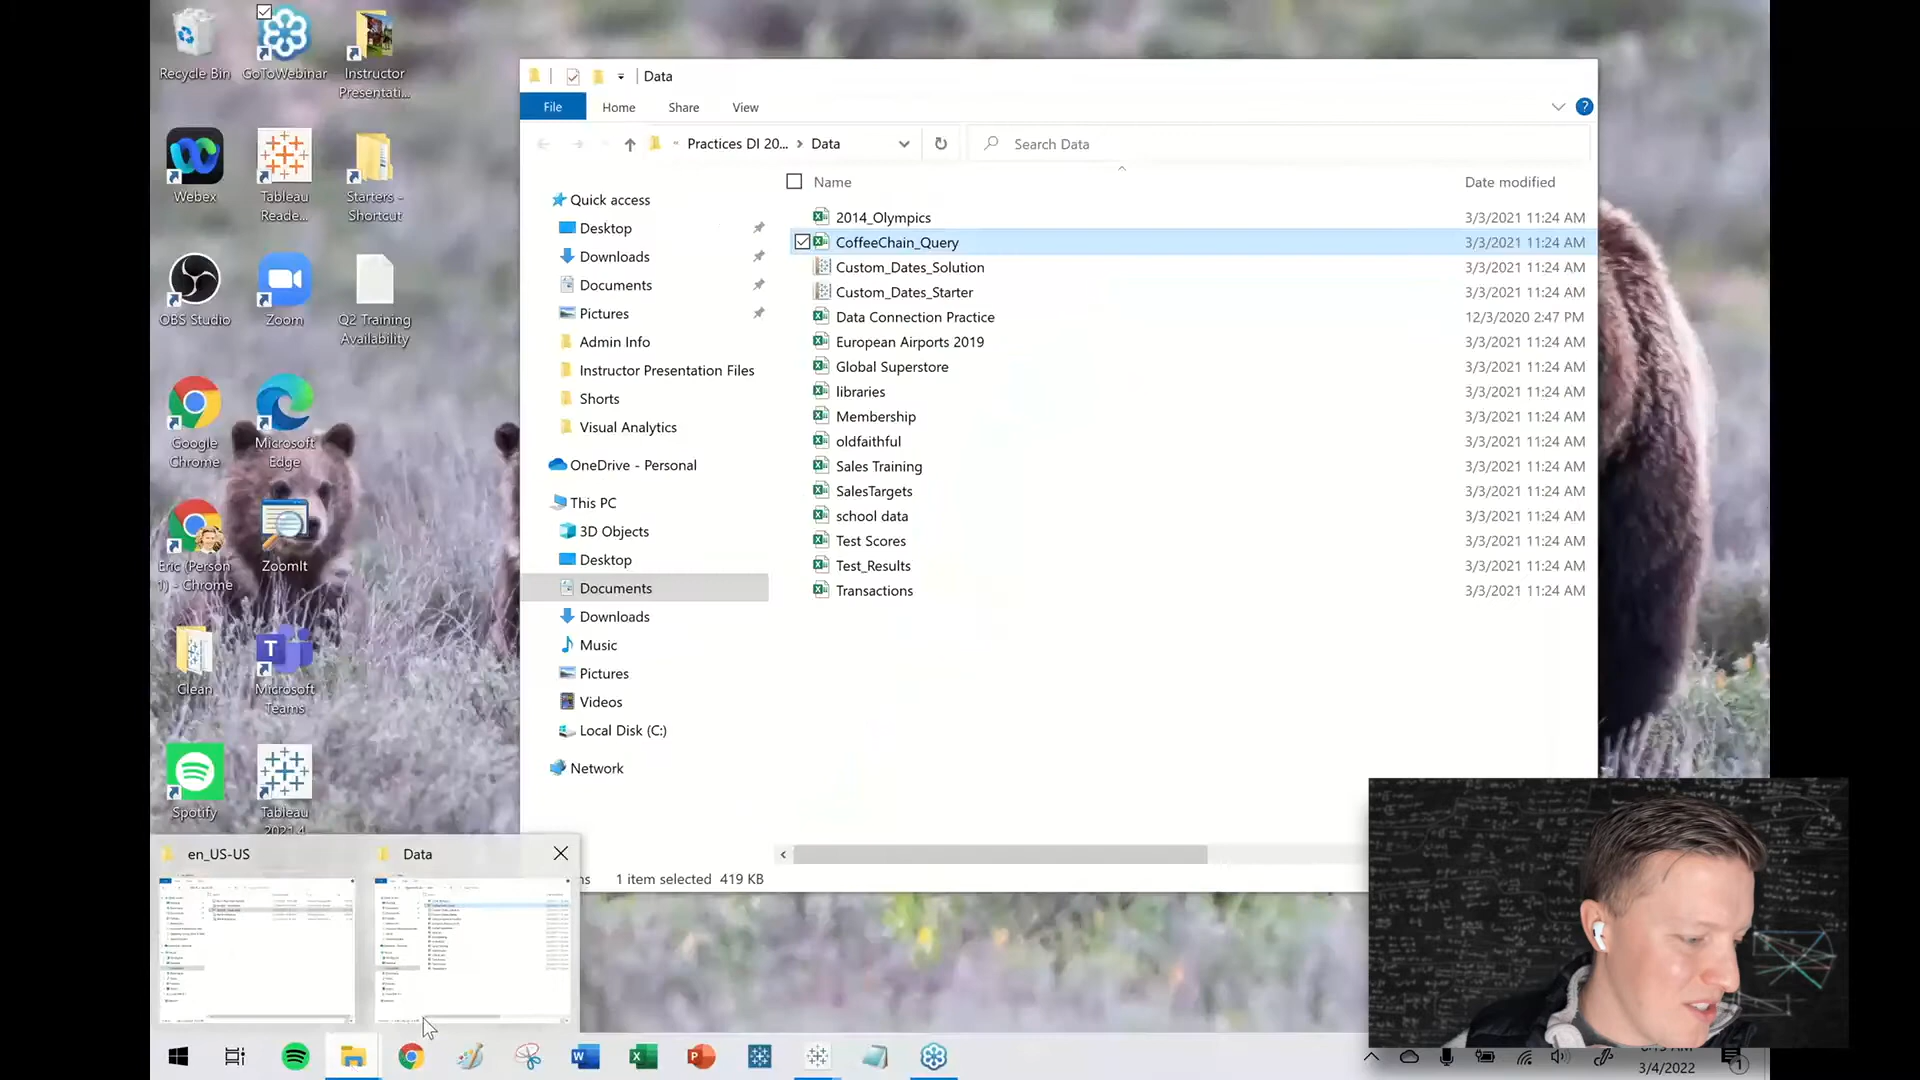 Recycle Bin
GoToWebinar
Instructor
Presentati...
Webex
Tableau
Reade...
Starters -
Shortcut
OBS Studio
Zoom
Q2 Training
Availability
Google
Chrome
Microsoft
Edge
Eric (Person
1) - Chrome
ZoomIt
Clean
Microsoft
Teams
Spotify
Tableau
2021.4
Data
File
Home
Share
View
« Practices DI 20... > Data
Search Data
Quick access
Desktop
Downloads
Documents
Pictures
Admin Info
Instructor Presentation Files
Shorts
Visual Analytics
OneDrive - Personal
This PC
3D Objects
Desktop
Documents
Downloads
Music
Pictures
Videos
Local Disk (C:)
Network
Name Date modified
2014_Olympics 3/3/2021 11:24 AM
CoffeeChain_Query 3/3/2021 11:24 AM
Custom_Dates_Solution 3/3/2021 11:24 AM
Custom_Dates_Starter 3/3/2021 11:24 AM
Data Connection Practice 12/3/2020 2:47 PM
European Airports 2019 3/3/2021 11:24 AM
Global Superstore 3/3/2021 11:24 AM
libraries 3/3/2021 11:24 AM
Membership 3/3/2021 11:24 AM
oldfaithful 3/3/2021 11:24 AM
Sales Training 3/3/2021 11:24 AM
SalesTargets 3/3/2021 11:24 AM
school data 3/3/2021 11:24 AM
Test Scores 3/3/2021 11:24 AM
Test_Results 3/3/2021 11:24 AM
Transactions 3/3/2021 11:24 AM
1 item selected 419 KB
en_US-US
Data
3/4/2022